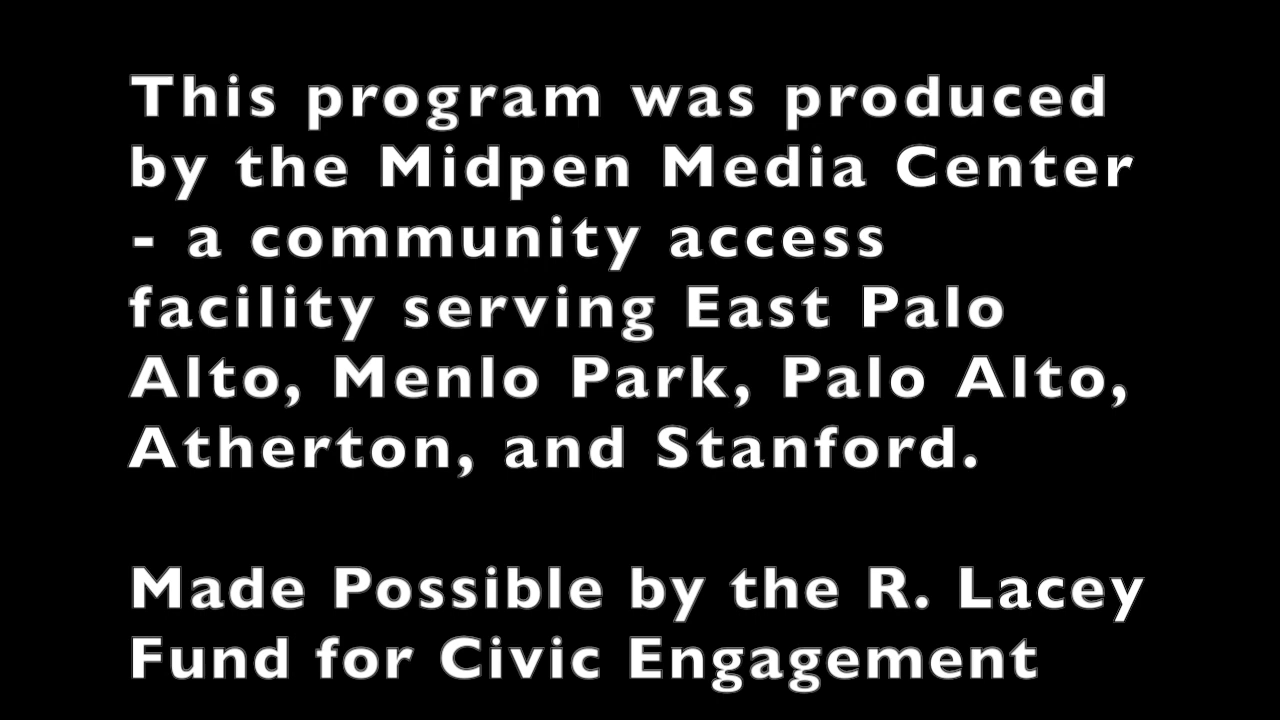 This program was produced
by the Midpen Media Center
- a community access
facility serving East Palo
Alto, Menlo Park, Palo Alto,
Atherton, and Stanford.
Made Possible by the R. Lacey
Fund for Civic Engagement